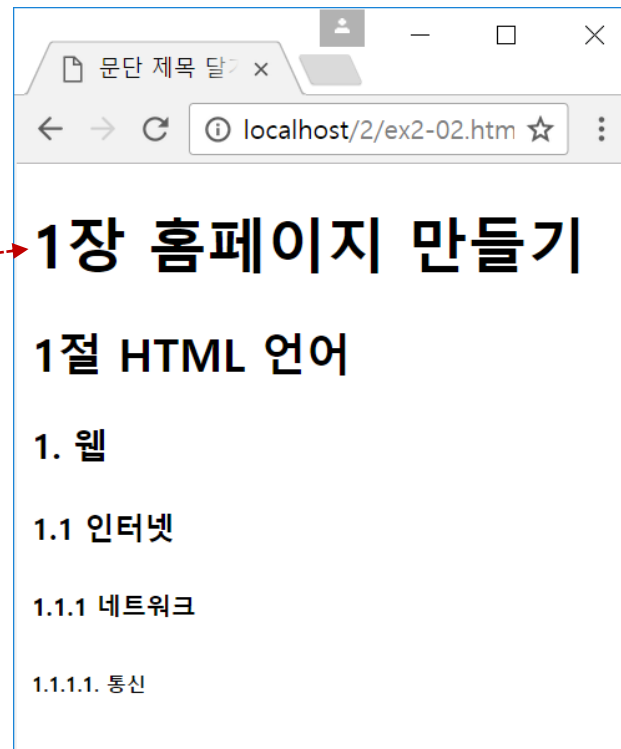 문단 제목 달
localhost/2/ex2-02.htm
1장 홈페이지 만들기
1절 HTML 언어
1. 웹
1.1 인터넷
1.1.1 네트워크
1.1.1.1. 통신